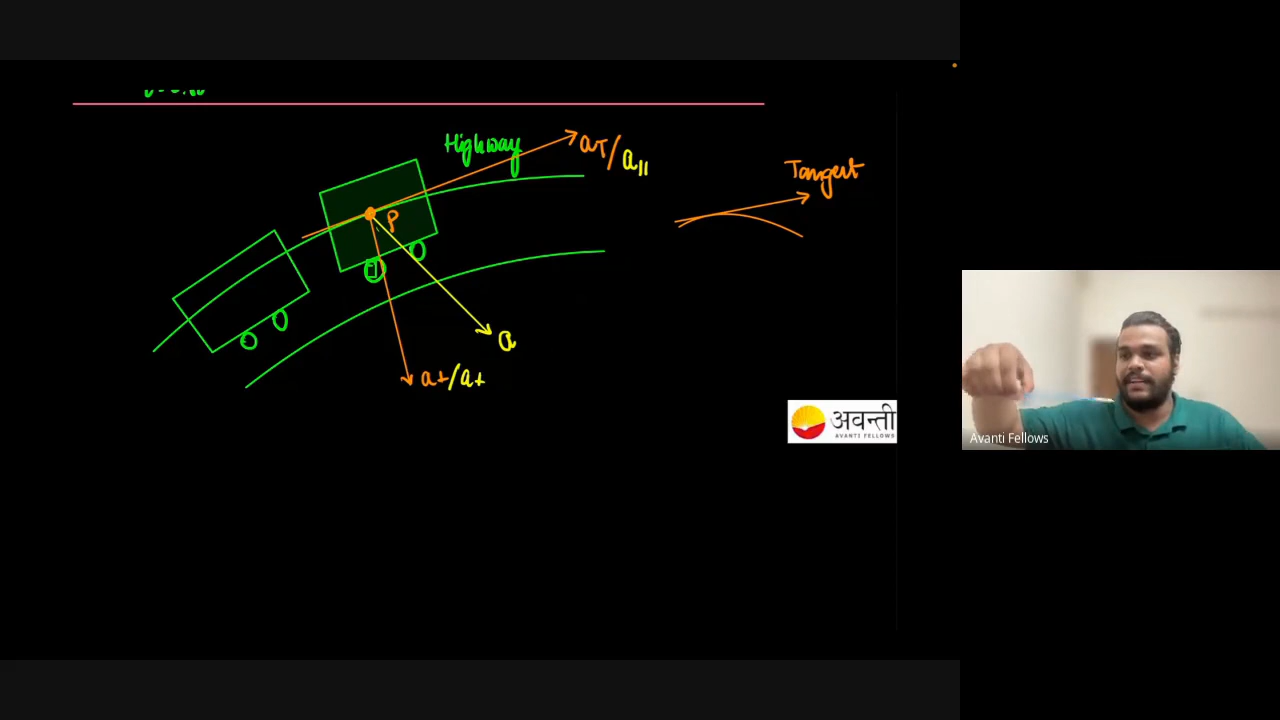 Highway
aT/a||
Tangent
P
a
a⊥/a⊥
अवन्ती
AVANTI FELLOWS
Avanti Fellows